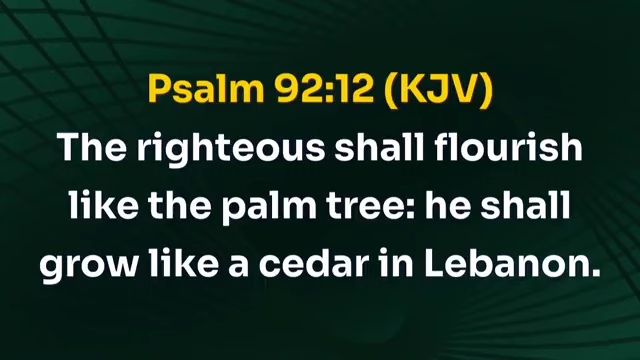 Psalm 92:12 (KJV)
The righteous shall flourish
like the palm tree: he shall
grow like a cedar in Lebanon.